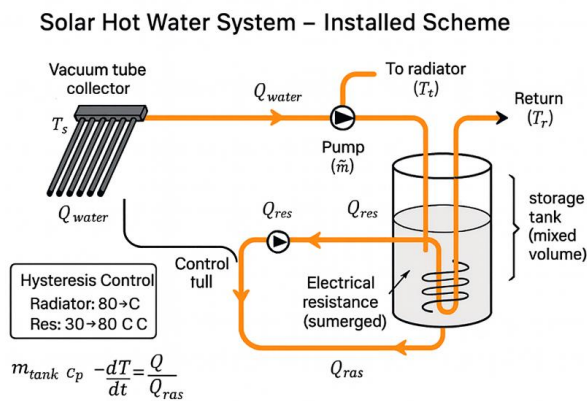 Solar Hot Water System – Installed Scheme
Vacuum tube
collector
T_s
Q_water
Q_water
To radiator
(T_t)
Return
(T_r)
Pump
(m̃)
storage
tank
(mixed
volume)
Q_res
Q_res
Control
tull
Electrical
resistance
(sumerged)
Q_ras
Hysteresis Control
Radiator: 80→C
Res: 30→80 C C
m_tank c_p -dT/dt = Q/Q_ras